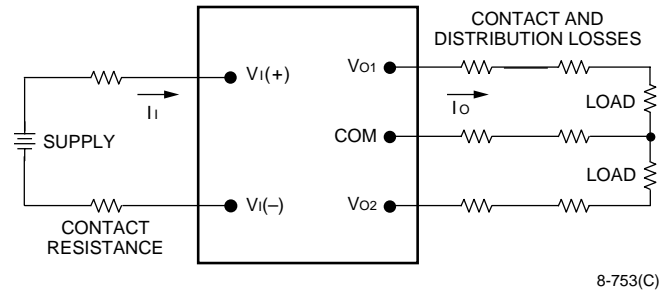 CONTACT AND
DISTRIBUTION LOSSES
VI(+)
VO1
II
IO
LOAD
SUPPLY
COM
LOAD
VI(–)
VO2
CONTACT
RESISTANCE
8-753(C)